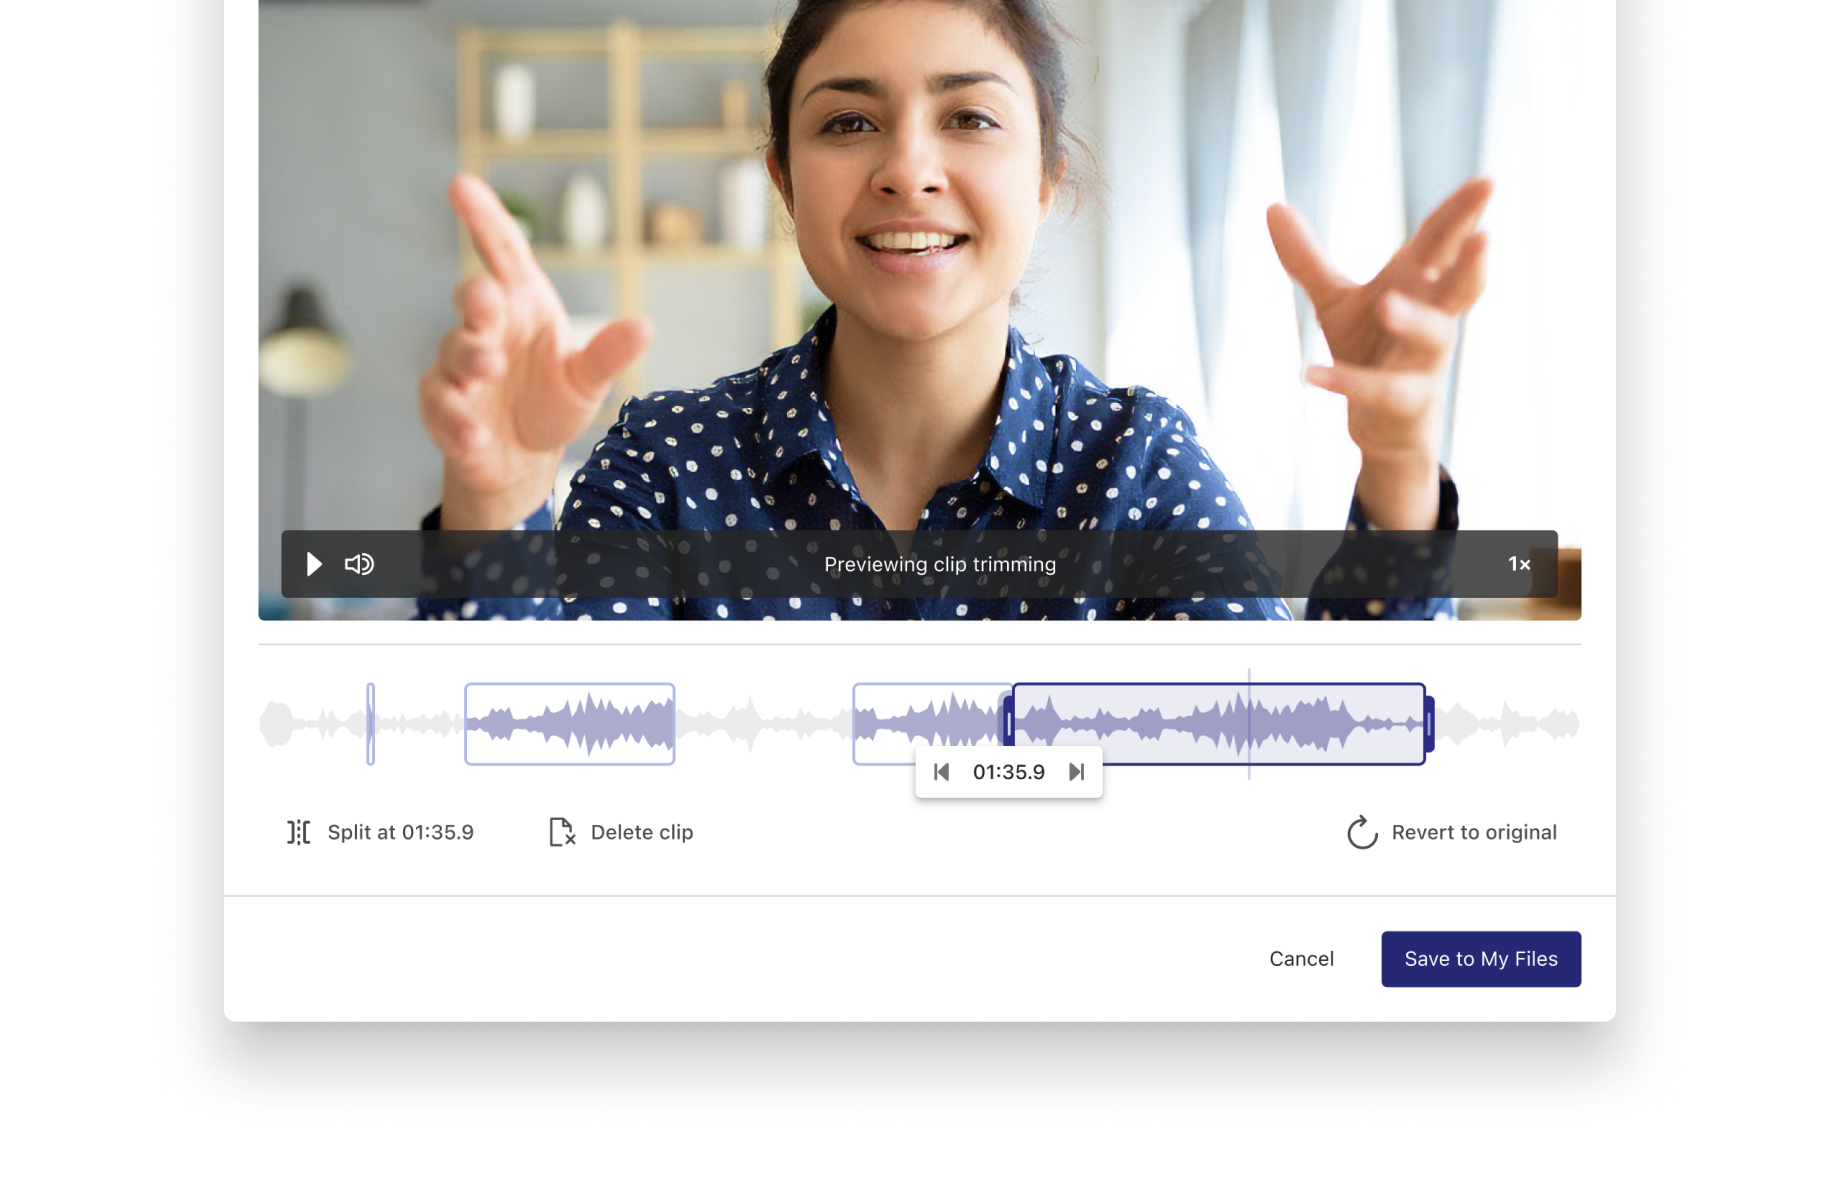 Previewing clip trimming
1×
01:35.9
Split at 01:35.9
Delete clip
Revert to original
Cancel
Save to My Files